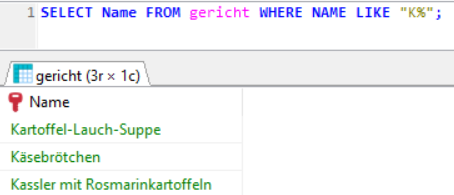 1 SELECT Name FROM gericht WHERE NAME LIKE "K%";
gericht (3r × 1c)
Name
Kartoffel-Lauch-Suppe
Käsebrötchen
Kassler mit Rosmarinkartoffeln